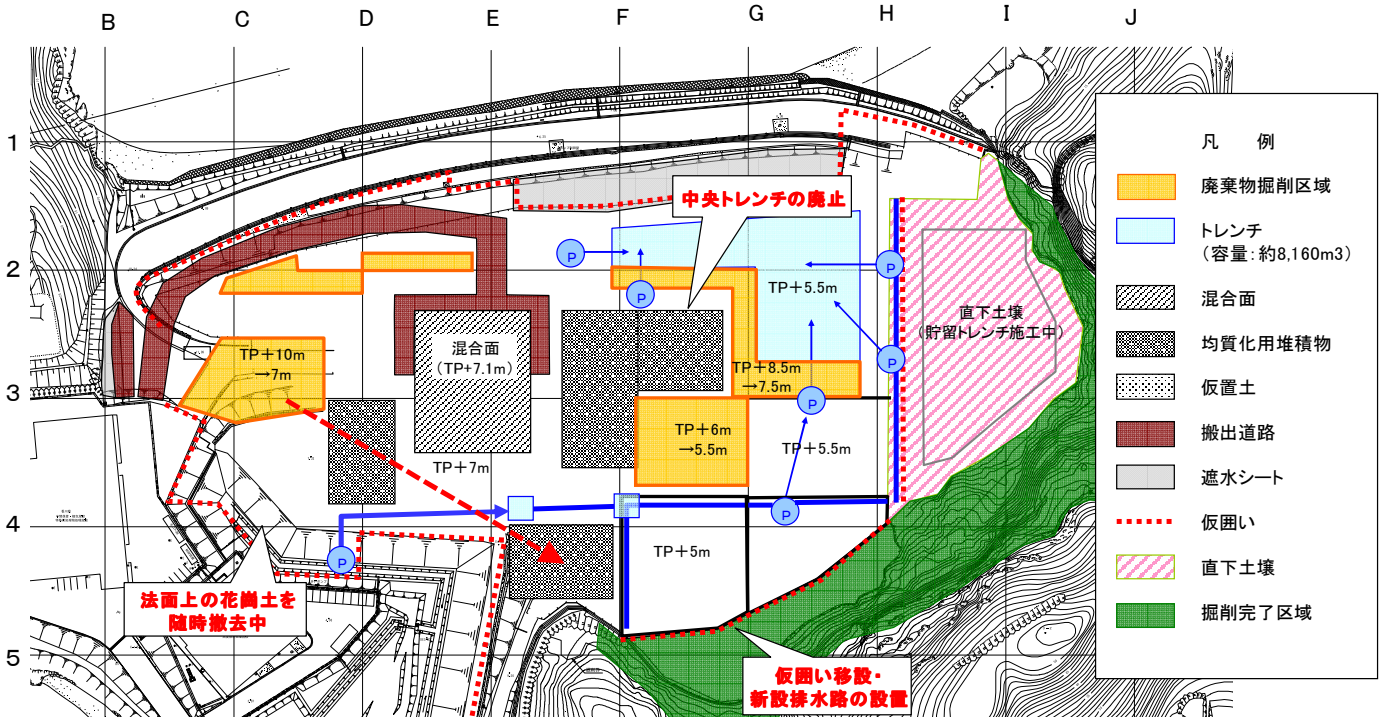 B C D E F G H I J
1
2
3
4
5
中央トレンチの廃止
TP+5.5m
直下土壌
(貯留トレンチ施工中)
混合面
(TP+7.1m)
TP+10m
→7m
TP+8.5m
→7.5m
TP+6m
→5.5m
TP+5.5m
TP+7m
TP+5m
P
P
P
P
P
P
P
法面上の花崗土を
随時撤去中
仮囲い移設・
新設排水路の設置
凡 例
廃棄物掘削区域
トレンチ
(容量:約8,160m3)
混合面
均質化用堆積物
仮置土
搬出道路
遮水シート
仮囲い
直下土壌
掘削完了区域